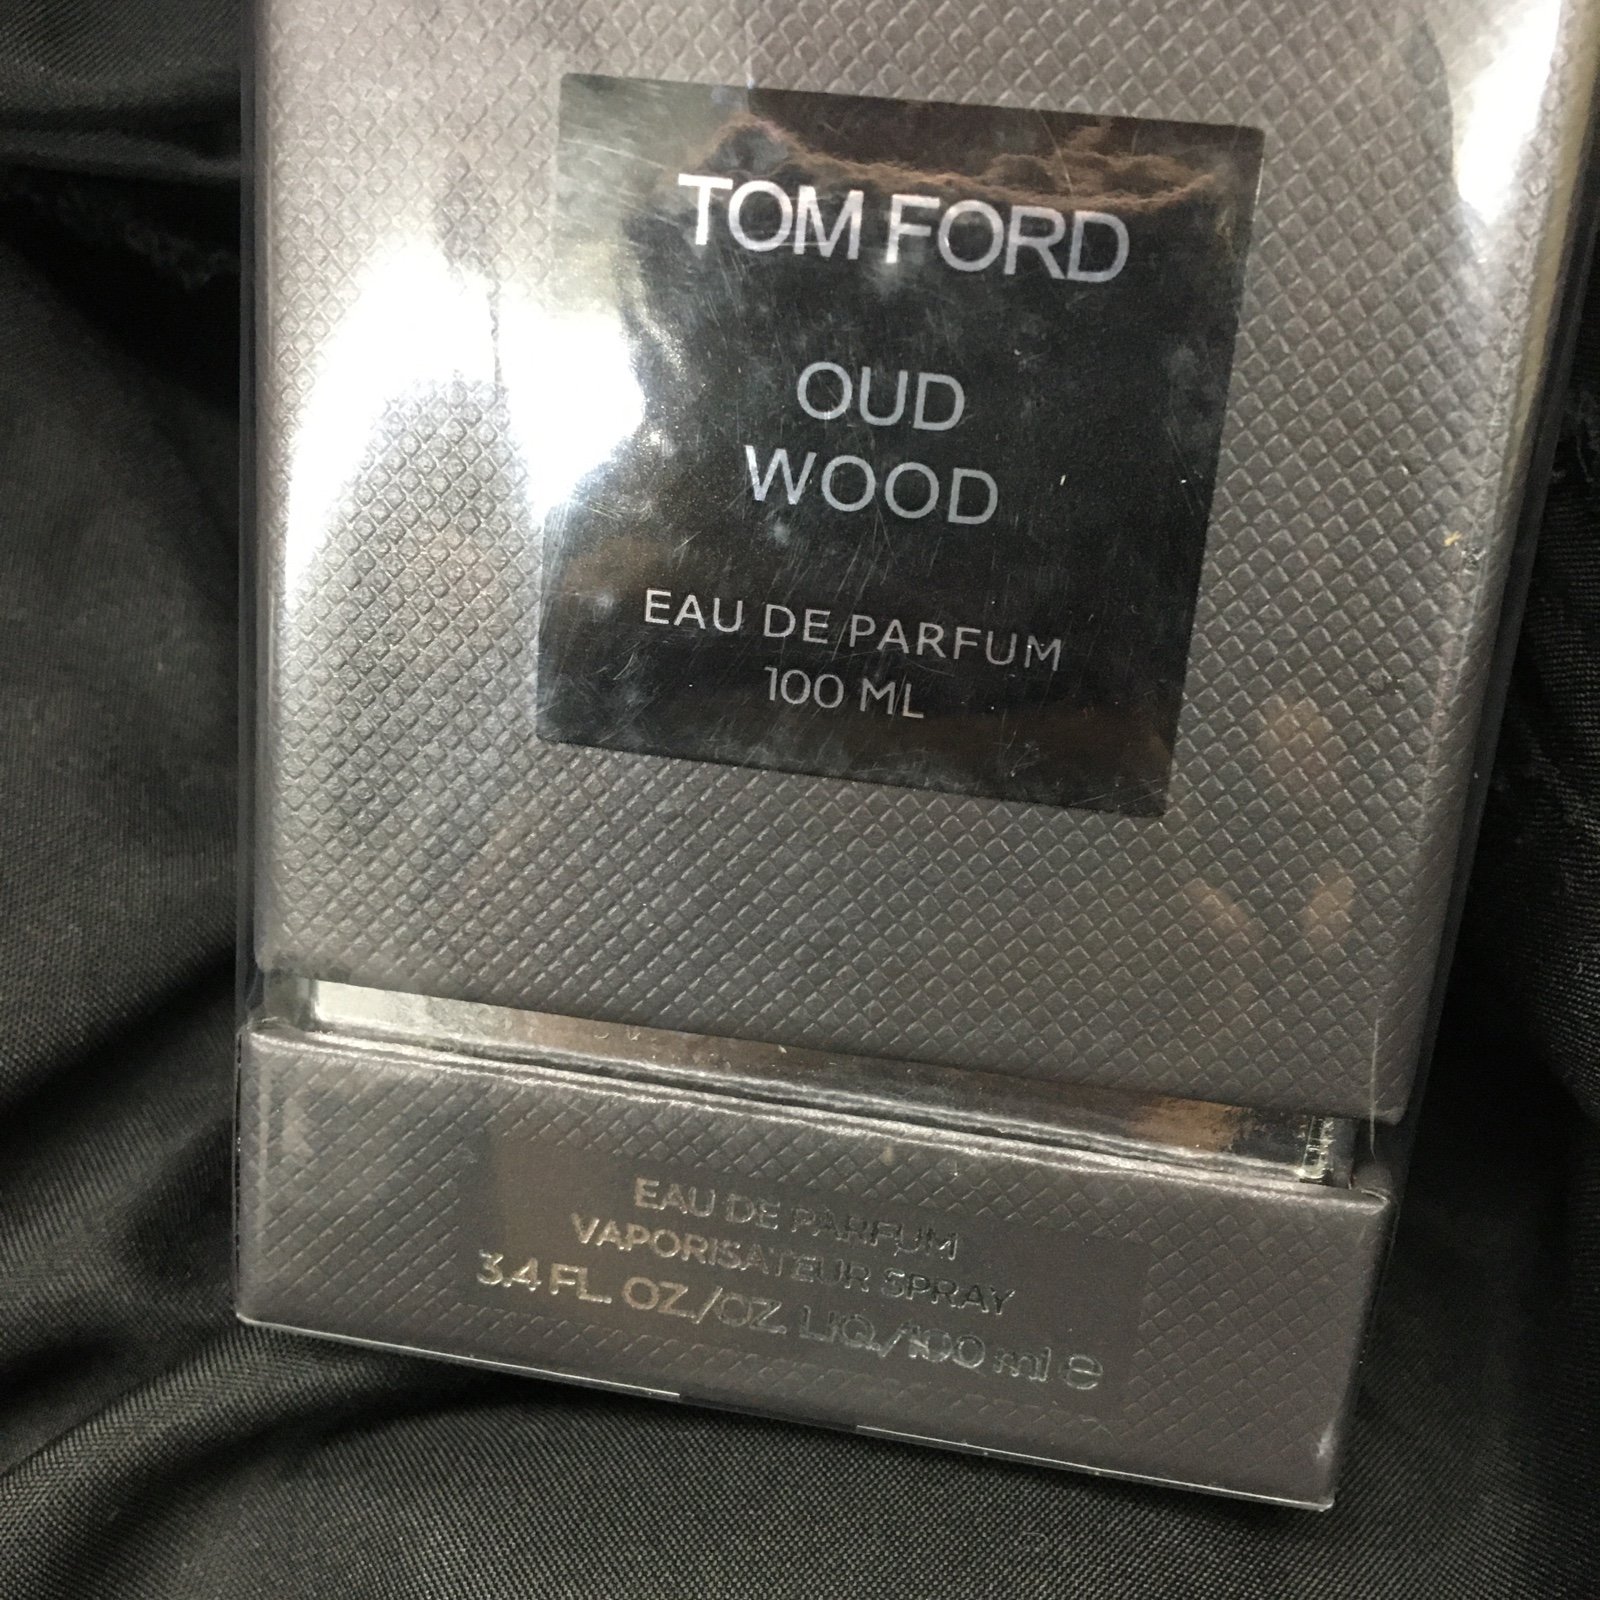 TOM FORD
OUD
WOOD
EAU DE PARFUM
100 ML
EAU DE PARFUM
VAPORISATEUR SPRAY
3.4 FL. OZ./OZ. LIQ./100 ml ℮